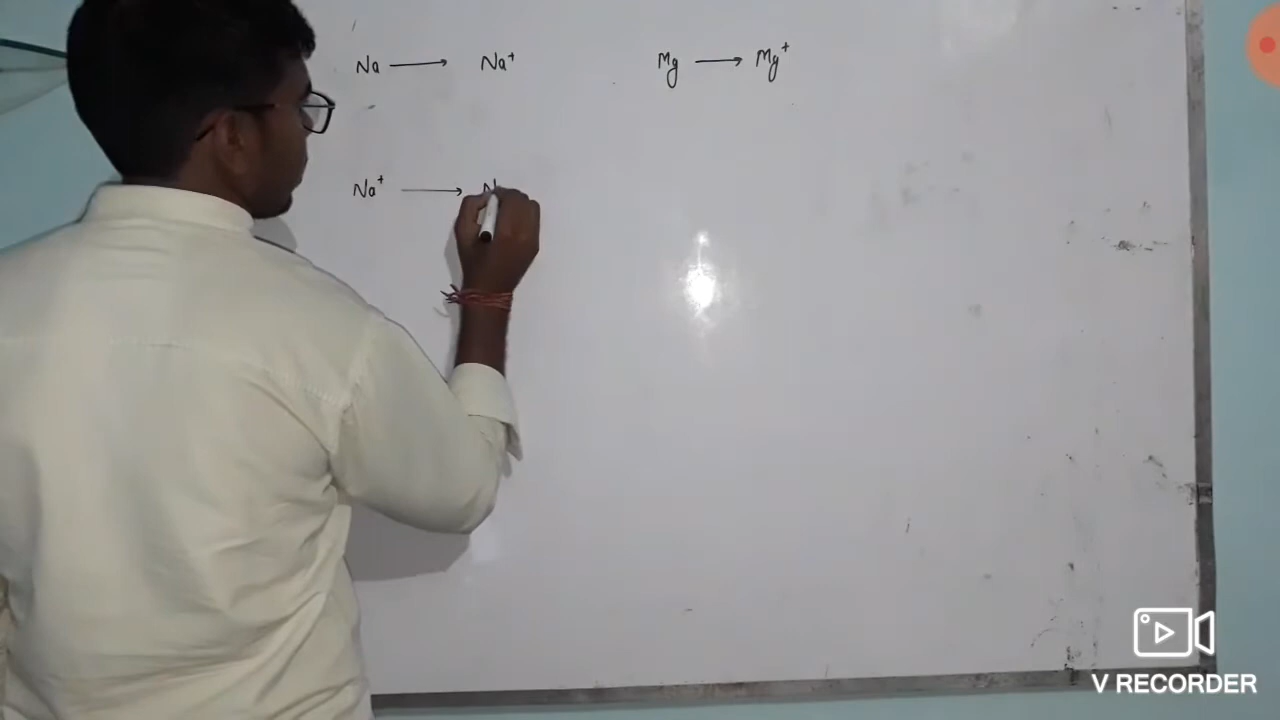 Na ⟶ Na⁺ Mg ⟶ Mg⁺
Na⁺ ⟶ N
V RECORDER